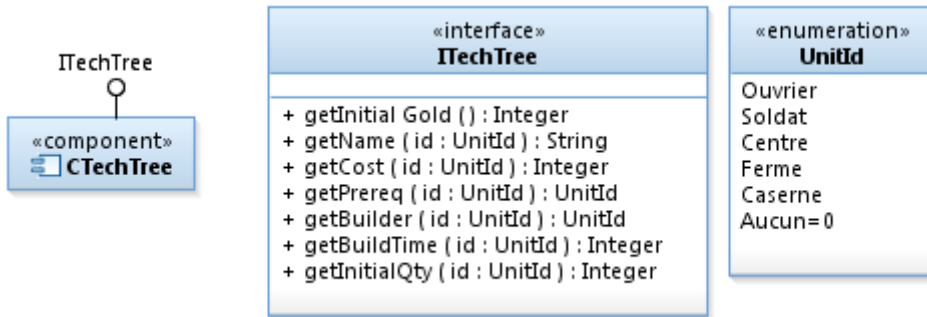 ITechTree
«component»
CTechTree
«interface»
ITechTree
+ getInitial Gold () : Integer
+ getName ( id : UnitId ) : String
+ getCost ( id : UnitId ) : Integer
+ getPrereq ( id : UnitId ) : UnitId
+ getBuilder ( id : UnitId ) : UnitId
+ getBuildTime ( id : UnitId ) : Integer
+ getInitialQty ( id : UnitId ) : Integer
«enumeration»
UnitId
Ouvrier
Soldat
Centre
Ferme
Caserne
Aucun=0